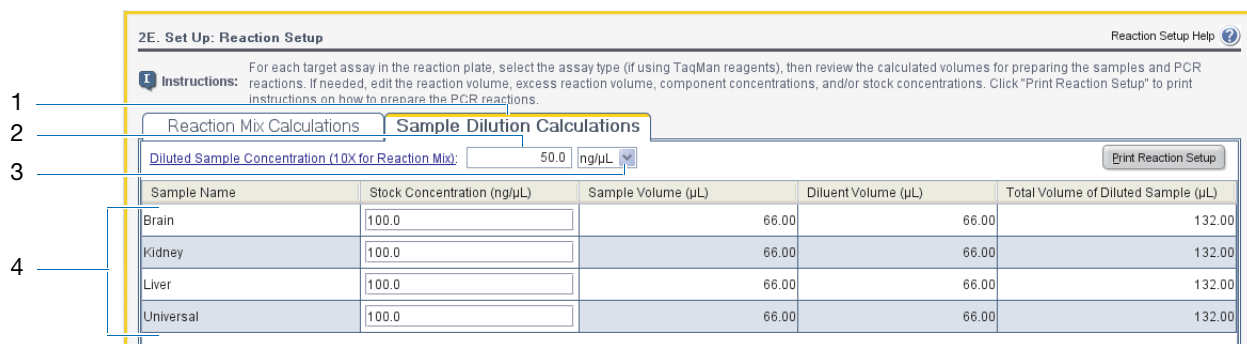 2E. Set Up: Reaction Setup
Reaction Setup Help ?
Instructions: For each target assay in the reaction plate, select the assay type (if using TaqMan reagents), then review the calculated volumes for preparing the samples and PCR
reactions. If needed, edit the reaction volume, excess reaction volume, component concentrations, and/or stock concentrations. Click "Print Reaction Setup" to print
instructions on how to prepare the PCR reactions.
1
2
3
4
Reaction Mix Calculations Sample Dilution Calculations
Diluted Sample Concentration (10X for Reaction Mix): 50.0 ng/µL Print Reaction Setup
Sample Name Stock Concentration (ng/µL) Sample Volume (µL) Diluent Volume (µL) Total Volume of Diluted Sample (µL)
Brain 100.0 66.00 66.00 132.00
Kidney 100.0 66.00 66.00 132.00
Liver 100.0 66.00 66.00 132.00
Universal 100.0 66.00 66.00 132.00